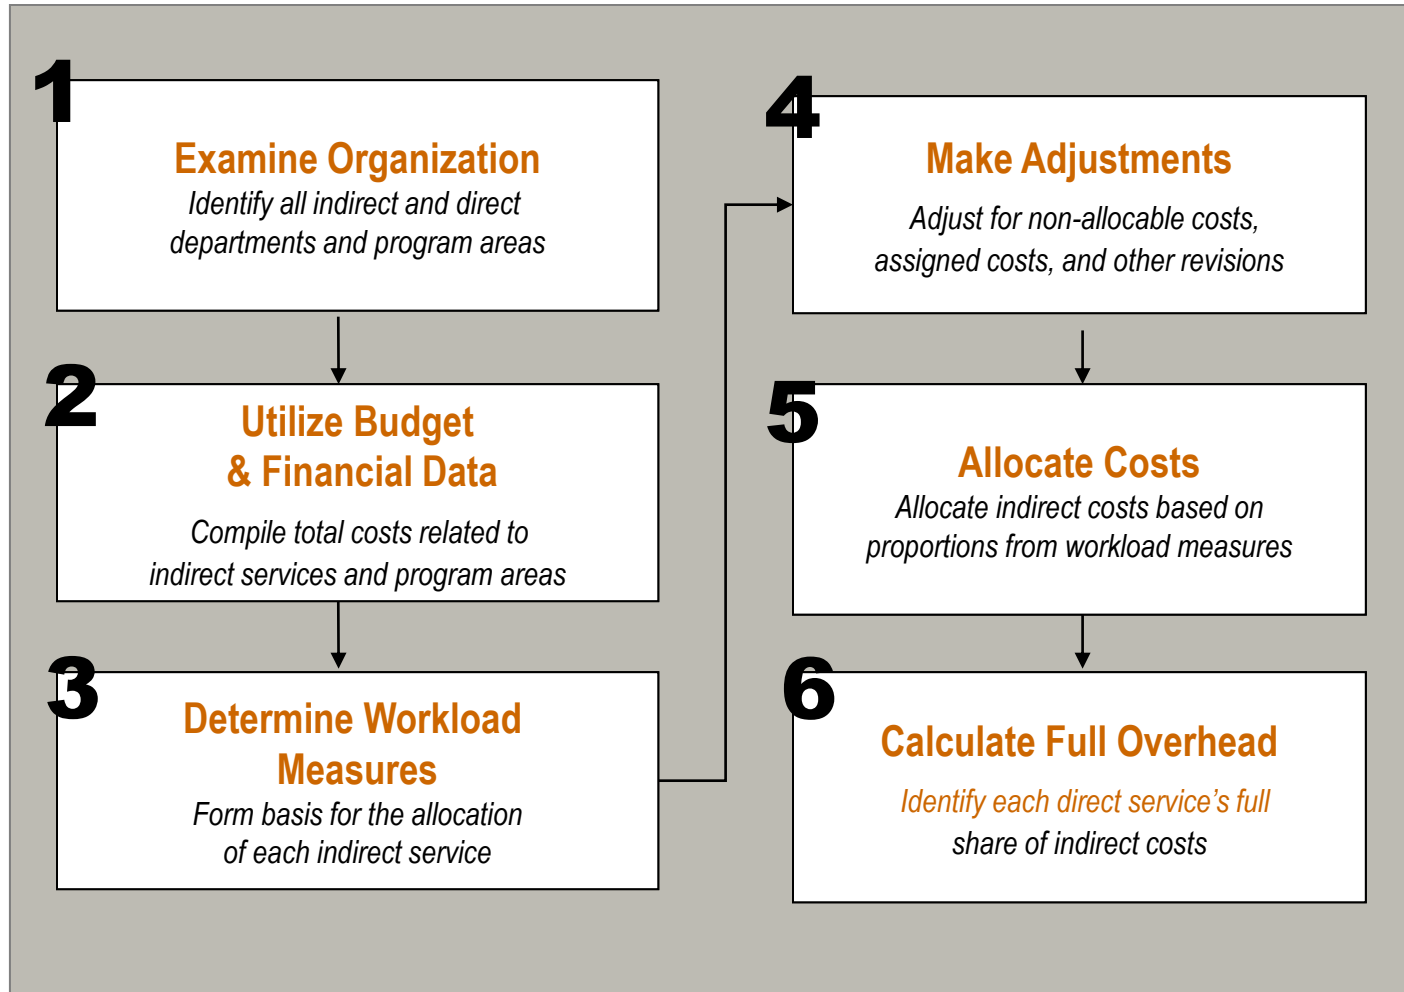 1
Examine Organization
Identify all indirect and direct
departments and program areas
2
Utilize Budget
& Financial Data
Compile total costs related to
indirect services and program areas
3
Determine Workload
Measures
Form basis for the allocation
of each indirect service
4
Make Adjustments
Adjust for non-allocable costs,
assigned costs, and other revisions
5
Allocate Costs
Allocate indirect costs based on
proportions from workload measures
6
Calculate Full Overhead
Identify each direct service’s full
share of indirect costs